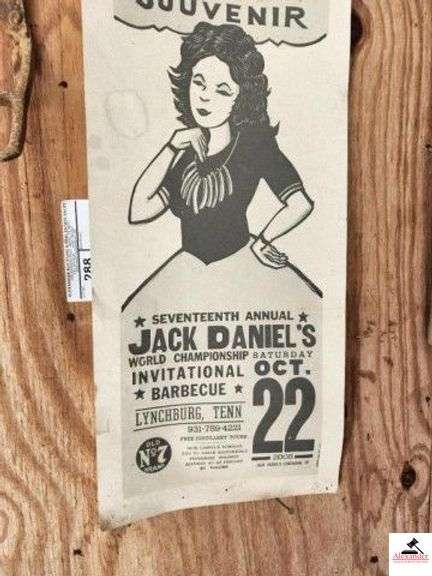 SOUVENIR
SEVENTEENTH ANNUAL
JACK DANIEL'S
WORLD CHAMPIONSHIP
INVITATIONAL
BARBECUE
SATURDAY
OCT.
22
LYNCHBURG, TENN
931-759-4221
FREE DISTILLERY TOURS
OLD
Nº7
BRAND
288
Alexander